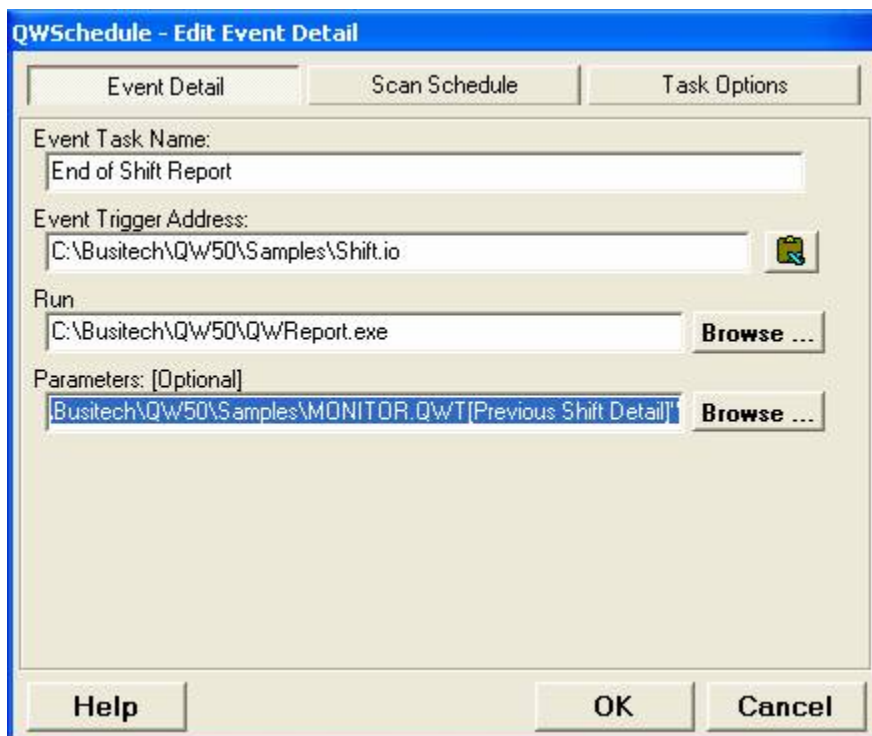 QWSchedule - Edit Event Detail
Event Detail Scan Schedule Task Options
Event Task Name:
End of Shift Report
Event Trigger Address:
C:\Busitech\QW50\Samples\Shift.io
Run
C:\Busitech\QW50\QWReport.exe Browse ...
Parameters: [Optional]
.Busitech\QW50\Samples\MONITOR.QWT[Previous Shift Detail]" Browse ...
Help OK Cancel